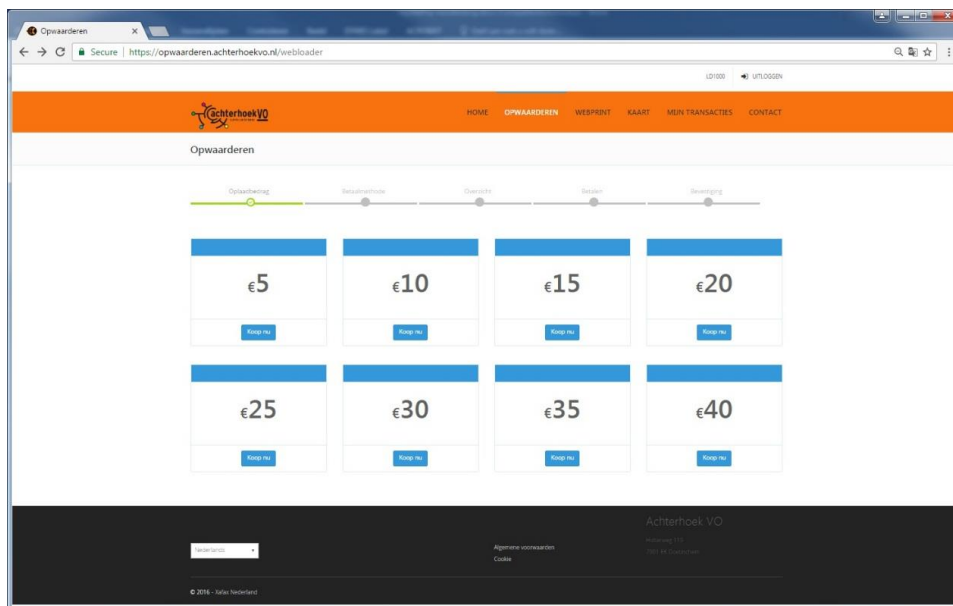 Opwaarderen
Secure https://opwaarderen.achterhoekvo.nl/webloader
LD1000 UITLOGGEN
achterhoekVO
HOME OPWAARDEREN WEBPRINT KAART MIJN TRANSACTIES CONTACT
Opwaarderen
Oplaadbedrag Betaalmethode Overzicht Betalen Bevestiging
€5 €10 €15 €20
Koop nu Koop nu Koop nu Koop nu
€25 €30 €35 €40
Koop nu Koop nu Koop nu Koop nu
Achterhoek VO
Nederlands
Algemene voorwaarden
Cookie
© 2016 - Xafax Nederland